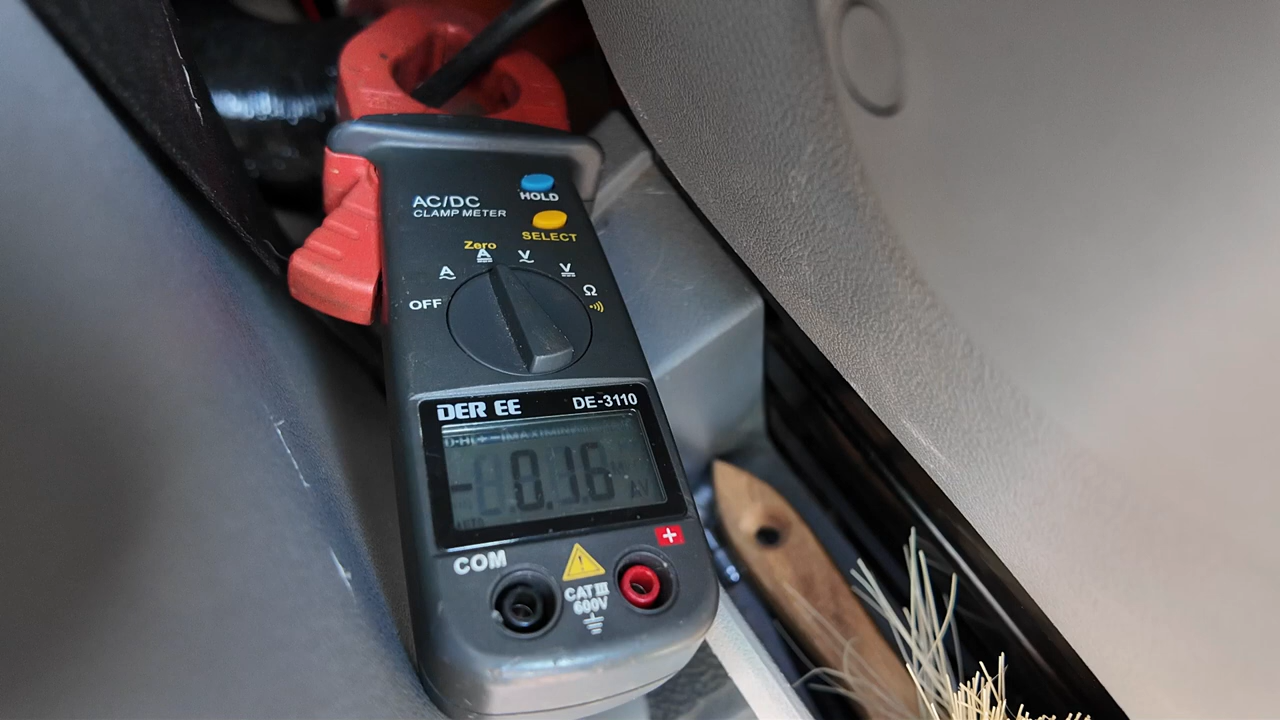 AC/DC
CLAMP METER
HOLD
SELECT
Zero
A
A
V
V
Ω
OFF
DER EE
DE-3110
-0.16
COM
+
CAT III
600V